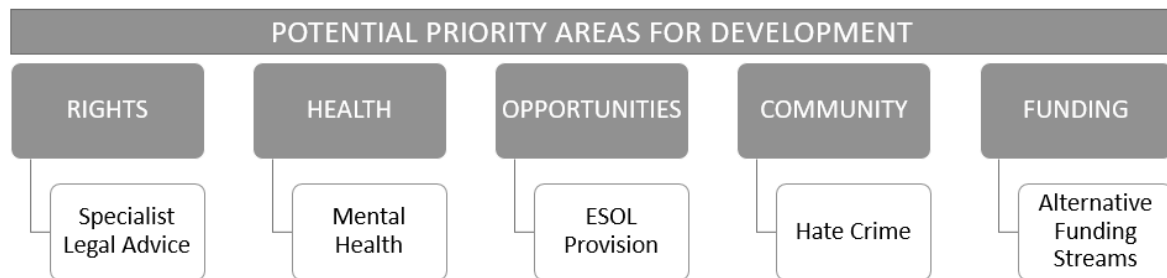 POTENTIAL PRIORITY AREAS FOR DEVELOPMENT
RIGHTS
Specialist
Legal Advice
HEALTH
Mental
Health
OPPORTUNITIES
ESOL
Provision
COMMUNITY
Hate Crime
FUNDING
Alternative
Funding
Streams